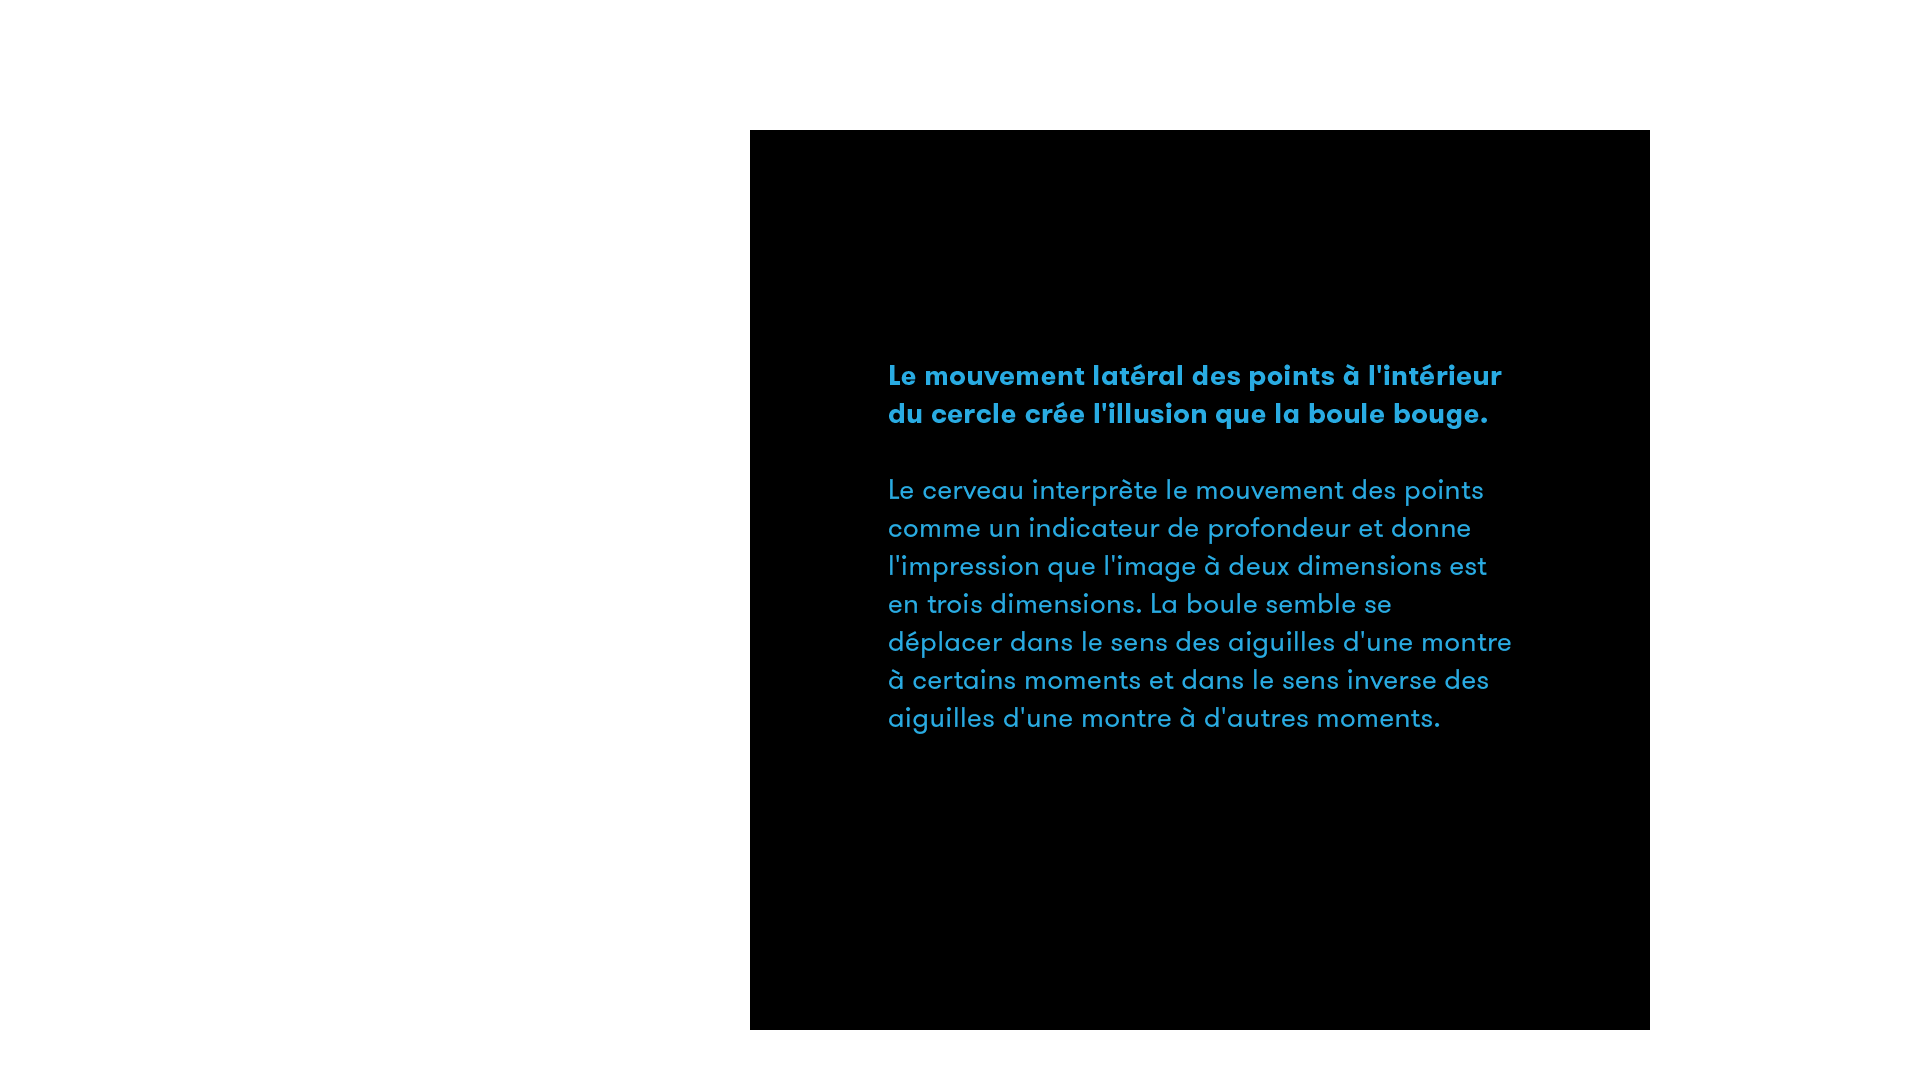 Le mouvement latéral des points à l'intérieur
du cercle crée l'illusion que la boule bouge.
Le cerveau interprète le mouvement des points
comme un indicateur de profondeur et donne
l'impression que l'image à deux dimensions est
en trois dimensions. La boule semble se
déplacer dans le sens des aiguilles d'une montre
à certains moments et dans le sens inverse des
aiguilles d'une montre à d'autres moments.